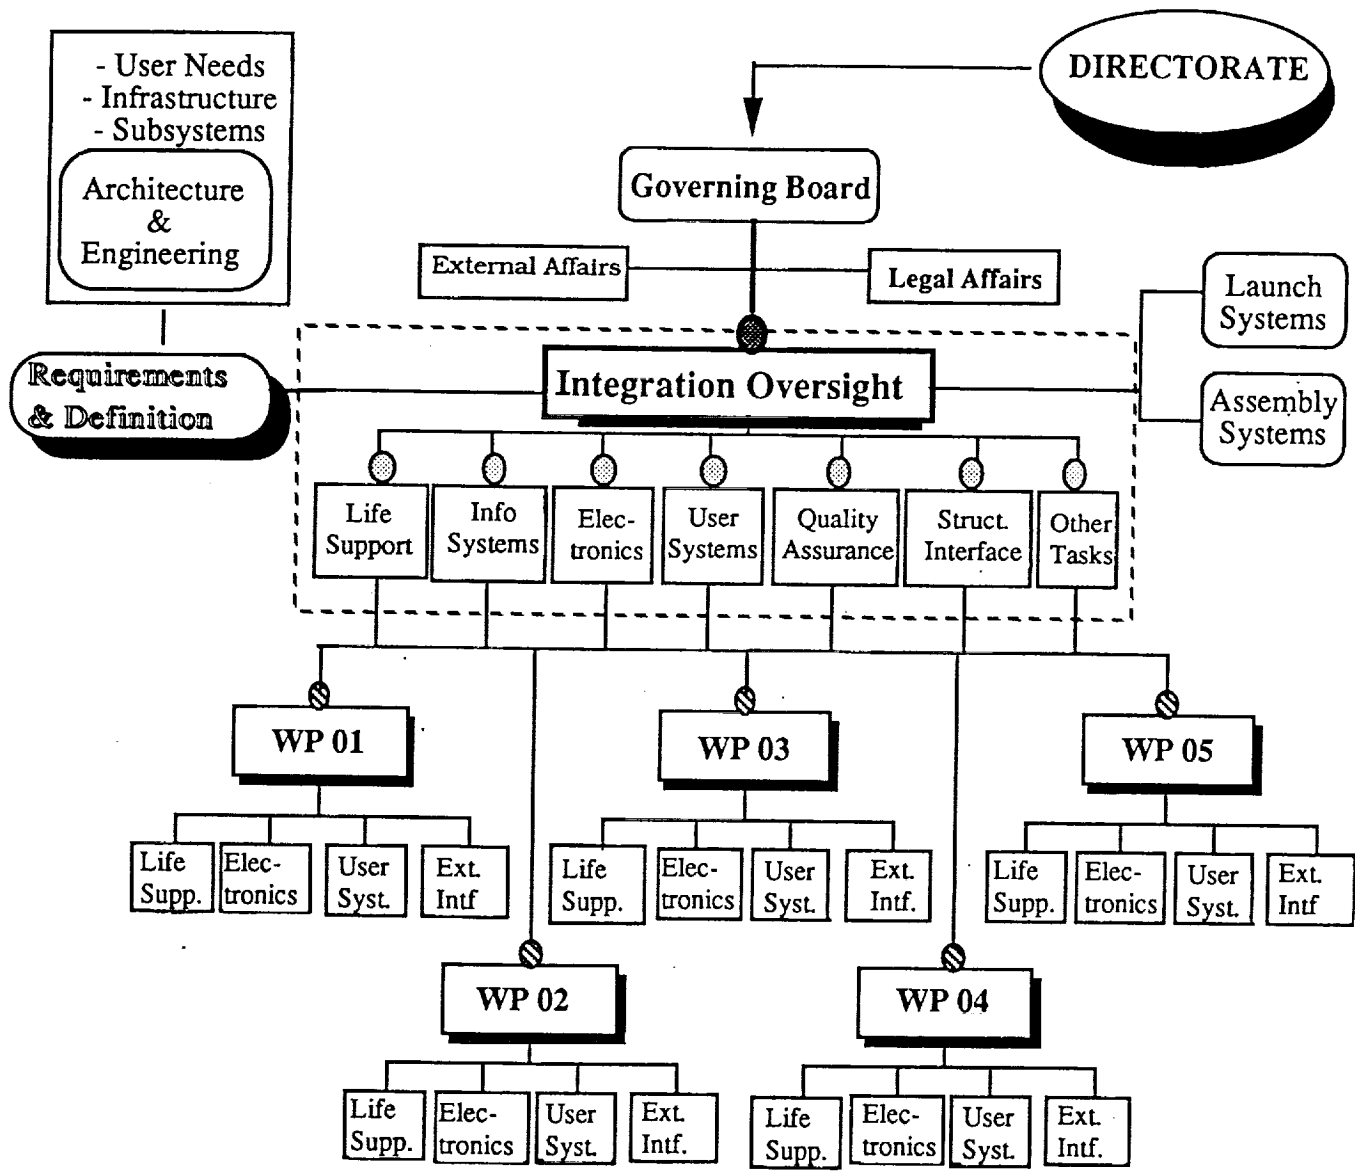 - User Needs
- Infrastructure
- Subsystems
Architecture
&
Engineering
DIRECTORATE
Governing Board
External Affairs
Legal Affairs
Launch
Systems
Requirements
& Definition
Integration Oversight
Assembly
Systems
Life
Support
Info
Systems
Elec-
tronics
User
Systems
Quality
Assurance
Struct.
Interface
Other
Tasks
WP 01
WP 03
WP 05
Life
Supp.
Elec-
tronics
User
Syst.
Ext.
Intf
Life
Supp.
Elec-
tronics
User
Syst.
Ext.
Intf.
Life
Supp.
Elec-
tronics
User
Syst.
Ext.
Intf
WP 02
WP 04
Life
Supp.
Elec-
tronics
User
Syst.
Ext.
Intf.
Life
Supp.
Elec-
tronics
User
Syst.
Ext.
Intf.